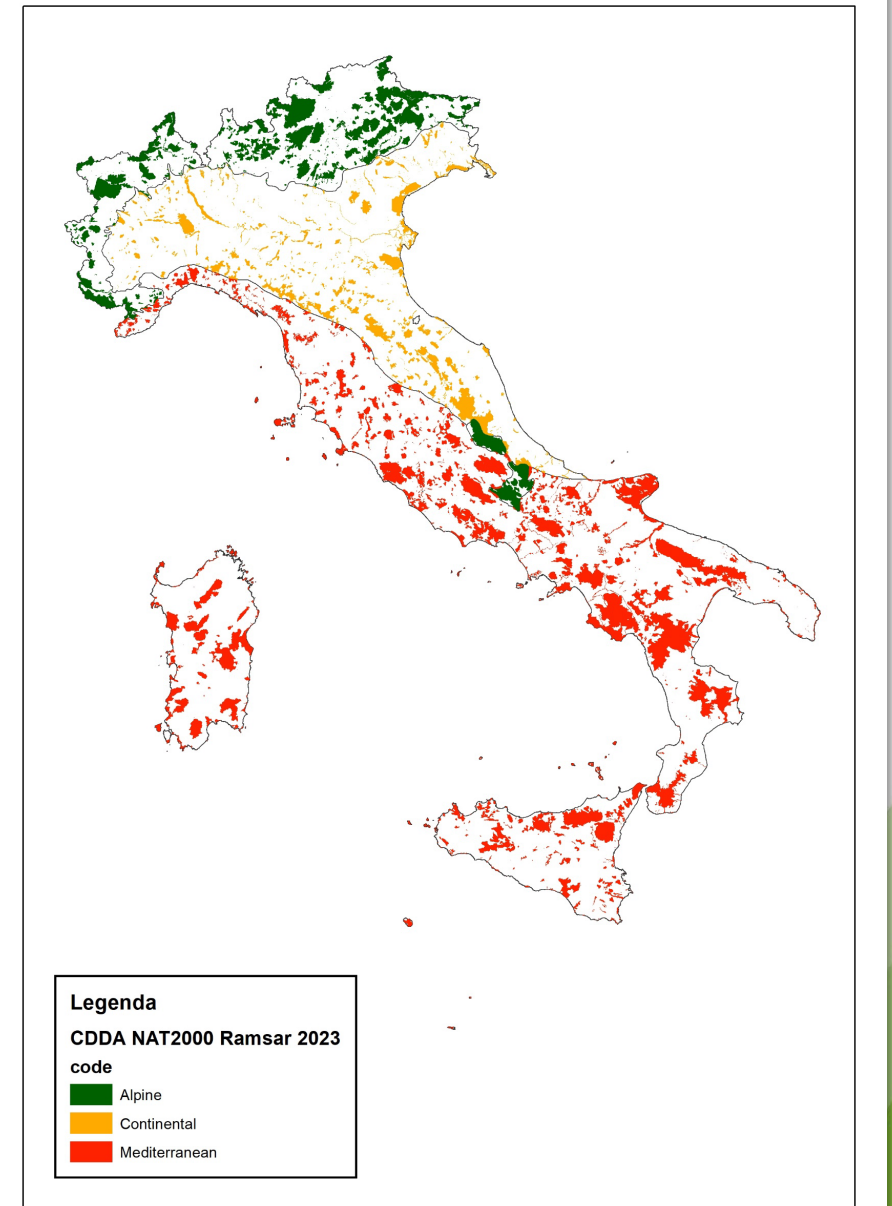 Legenda
CDDA NAT2000 Ramsar 2023
code
Alpine
Continental
Mediterranean